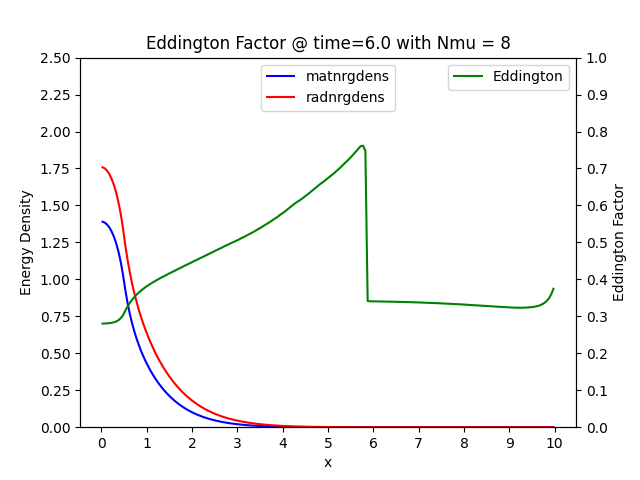 Eddington Factor @ time=6.0 with Nmu = 8
matnrgdens
radnrgdens
Eddington
Energy Density
2.50
2.25
2.00
1.75
1.50
1.25
1.00
0.75
0.50
0.25
0.00
1.0
0.9
0.8
0.7
0.6
0.5
0.4
0.3
0.2
0.1
0.0
Eddington Factor
0 1 2 3 4 5 6 7 8 9 10
x